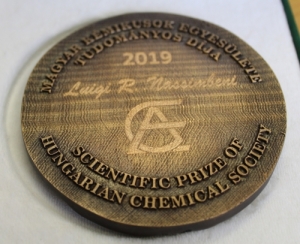 MAGYAR KÉMIKUSOK EGYESÜLETE
TUDOMÁNYOS DÍJA
2019
Luigi R. Nassimbeni
SCIENTIFIC PRIZE OF
HUNGARIAN CHEMICAL SOCIETY